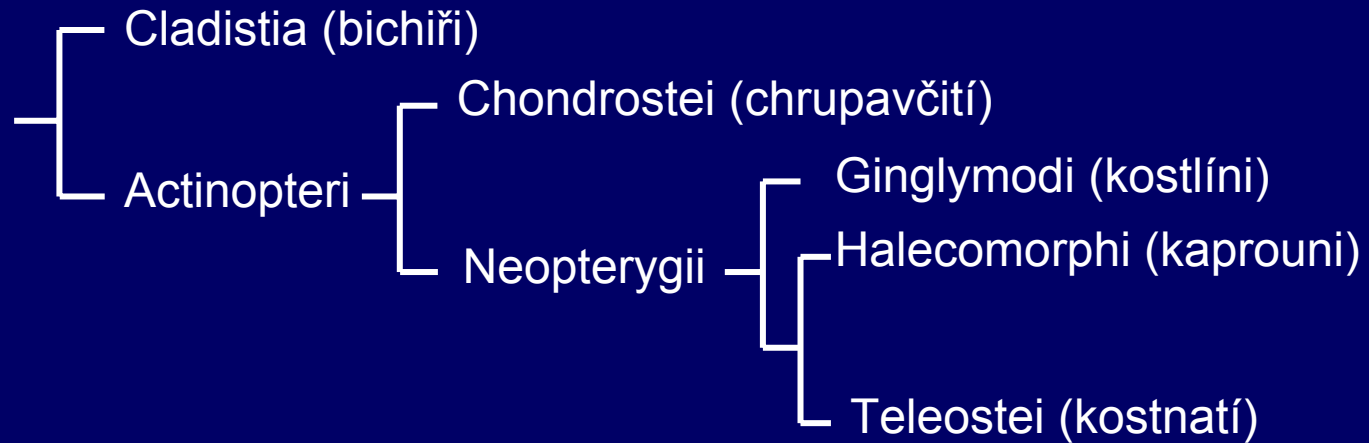 Cladistia (bichiři)
Chondrostei (chrupavčití)
Actinopteri
Ginglymodi (kostlíni)
Halecomorphi (kaprouni)
Neopterygii
Teleostei (kostnatí)